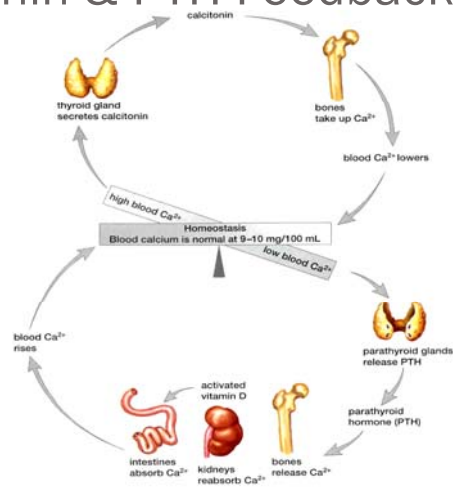 calcitonin
thyroid gland
secretes calcitonin
bones
take up Ca²⁺
blood Ca²⁺ lowers
high blood Ca²⁺
Homeostasis
Blood calcium is normal at 9–10 mg/100 mL
low blood Ca²⁺
parathyroid glands
release PTH
parathyroid
hormone (PTH)
blood Ca²⁺
rises
activated
vitamin D
intestines
absorb Ca²⁺
kidneys
reabsorb Ca²⁺
bones
release Ca²⁺